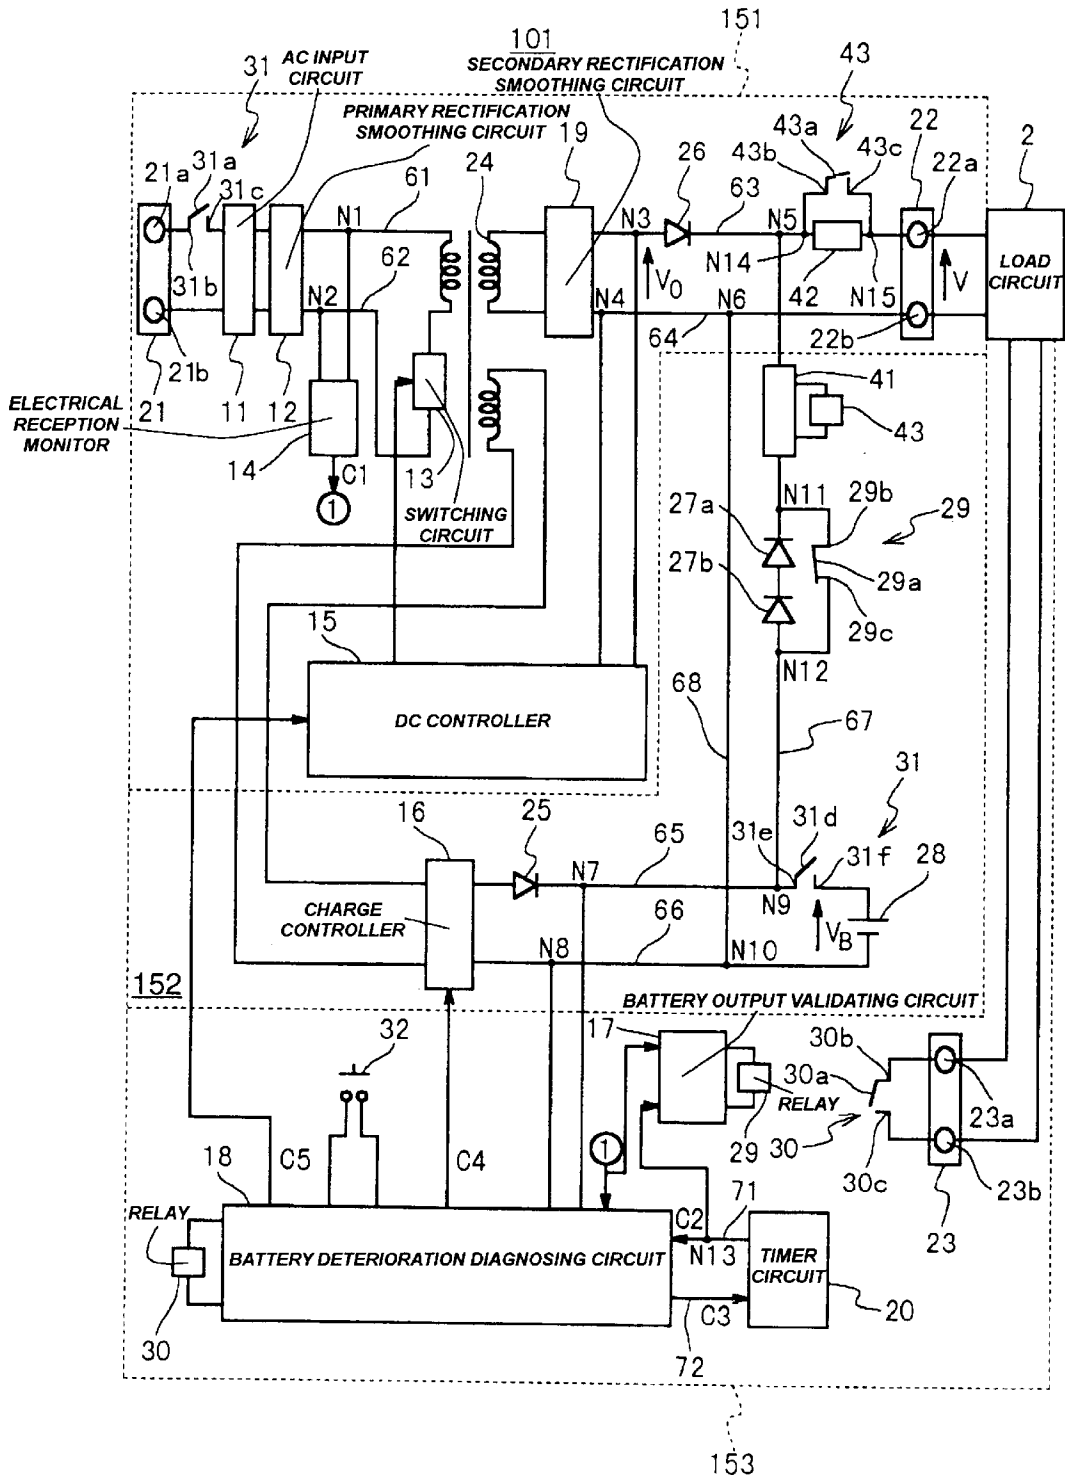 151
101
AC INPUT
CIRCUIT
SECONDARY RECTIFICATION
SMOOTHING CIRCUIT
31
43
PRIMARY RECTIFICATION
SMOOTHING CIRCUIT
19
43a
22
2
21a
31a
31c
61
24
26
63
43b
43c
22a
N1
N3
N5
31b
62
N14
LOAD
CIRCUIT
N2
V0
42
N15
V
N4
N6
64
22b
21b
21
11
12
41
ELECTRICAL
RECEPTION
MONITOR
14
C1
13
43
1
SWITCHING
CIRCUIT
N11
27a
29b
29
27b
29a
29c
15
N12
68
67
DC CONTROLLER
31
16
25
65
31e
31d
31f
28
N7
N9
CHARGE
CONTROLLER
66
VB
N8
N10
152
BATTERY OUTPUT VALIDATING CIRCUIT
17
32
30b
30a
RELAY
23a
29
30
1
C5
C4
30c
23b
18
71
RELAY
C2
23
BATTERY DETERIORATION DIAGNOSING CIRCUIT
N13
TIMER
CIRCUIT
30
C3
20
72
153